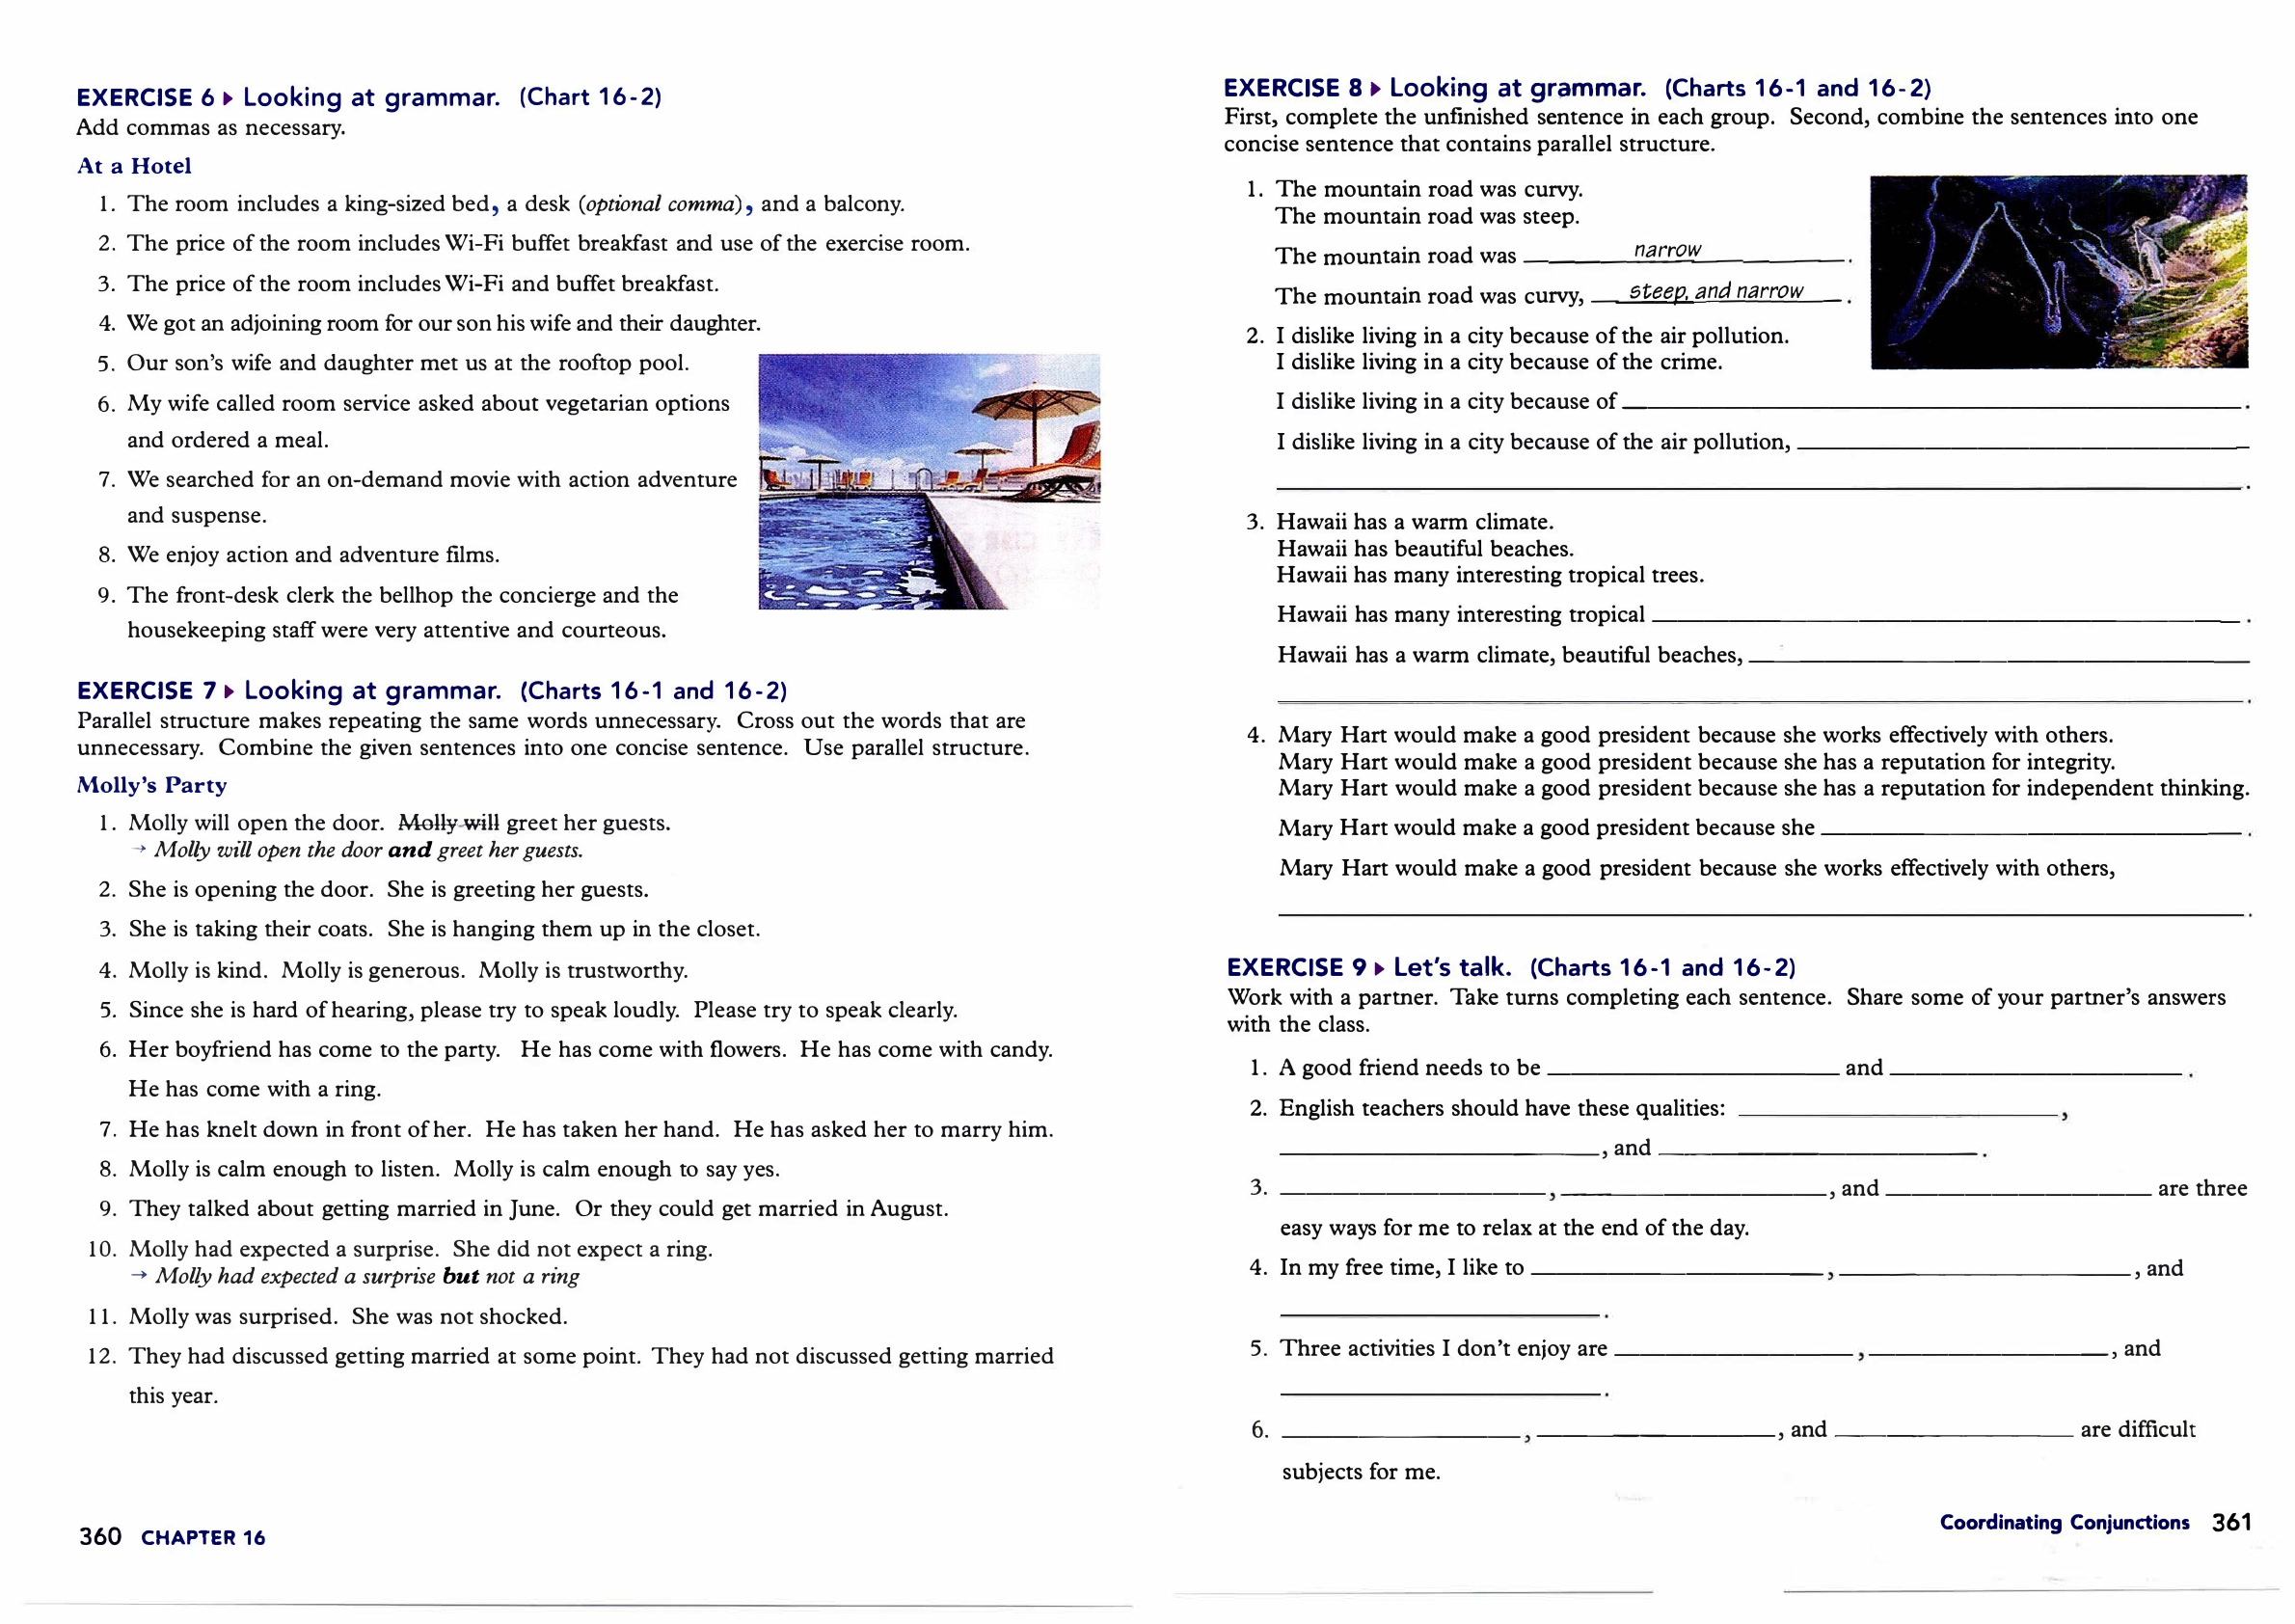 EXERCISE 6 ▸ Looking at grammar. (Chart 16-2)
Add commas as necessary.
At a Hotel
1. The room includes a king-sized bed, a desk (optional comma), and a balcony.
2. The price of the room includes Wi-Fi buffet breakfast and use of the exercise room.
3. The price of the room includes Wi-Fi and buffet breakfast.
4. We got an adjoining room for our son his wife and their daughter.
5. Our son's wife and daughter met us at the rooftop pool.
6. My wife called room service asked about vegetarian options
and ordered a meal.
7. We searched for an on-demand movie with action adventure
and suspense.
8. We enjoy action and adventure films.
9. The front-desk clerk the bellhop the concierge and the
housekeeping staff were very attentive and courteous.
EXERCISE 7 ▸ Looking at grammar. (Charts 16-1 and 16-2)
Parallel structure makes repeating the same words unnecessary. Cross out the words that are
unnecessary. Combine the given sentences into one concise sentence. Use parallel structure.
Molly's Party
1. Molly will open the door. Molly will greet her guests.
→ Molly will open the door and greet her guests.
2. She is opening the door. She is greeting her guests.
3. She is taking their coats. She is hanging them up in the closet.
4. Molly is kind. Molly is generous. Molly is trustworthy.
5. Since she is hard of hearing, please try to speak loudly. Please try to speak clearly.
6. Her boyfriend has come to the party. He has come with flowers. He has come with candy.
He has come with a ring.
7. He has knelt down in front of her. He has taken her hand. He has asked her to marry him.
8. Molly is calm enough to listen. Molly is calm enough to say yes.
9. They talked about getting married in June. Or they could get married in August.
10. Molly had expected a surprise. She did not expect a ring.
→ Molly had expected a surprise but not a ring
11. Molly was surprised. She was not shocked.
12. They had discussed getting married at some point. They had not discussed getting married
this year.
360 CHAPTER 16
EXERCISE 8 ▸ Looking at grammar. (Charts 16-1 and 16-2)
First, complete the unfinished sentence in each group. Second, combine the sentences into one
concise sentence that contains parallel structure.
1. The mountain road was curvy.
The mountain road was steep.
The mountain road was narrow.
The mountain road was curvy, steep, and narrow.
2. I dislike living in a city because of the air pollution.
I dislike living in a city because of the crime.
I dislike living in a city because of ______.
I dislike living in a city because of the air pollution, ______
______.
3. Hawaii has a warm climate.
Hawaii has beautiful beaches.
Hawaii has many interesting tropical trees.
Hawaii has many interesting tropical ______.
Hawaii has a warm climate, beautiful beaches, ______
______.
4. Mary Hart would make a good president because she works effectively with others.
Mary Hart would make a good president because she has a reputation for integrity.
Mary Hart would make a good president because she has a reputation for independent thinking.
Mary Hart would make a good president because she ______.
Mary Hart would make a good president because she works effectively with others,
______.
EXERCISE 9 ▸ Let's talk. (Charts 16-1 and 16-2)
Work with a partner. Take turns completing each sentence. Share some of your partner's answers
with the class.
1. A good friend needs to be ______ and ______.
2. English teachers should have these qualities: ______,
______, and ______.
3. ______, ______, and ______ are three
easy ways for me to relax at the end of the day.
4. In my free time, I like to ______, ______, and
______.
5. Three activities I don't enjoy are ______, ______, and
______.
6. ______, ______, and ______ are difficult
subjects for me.
Coordinating Conjunctions 361